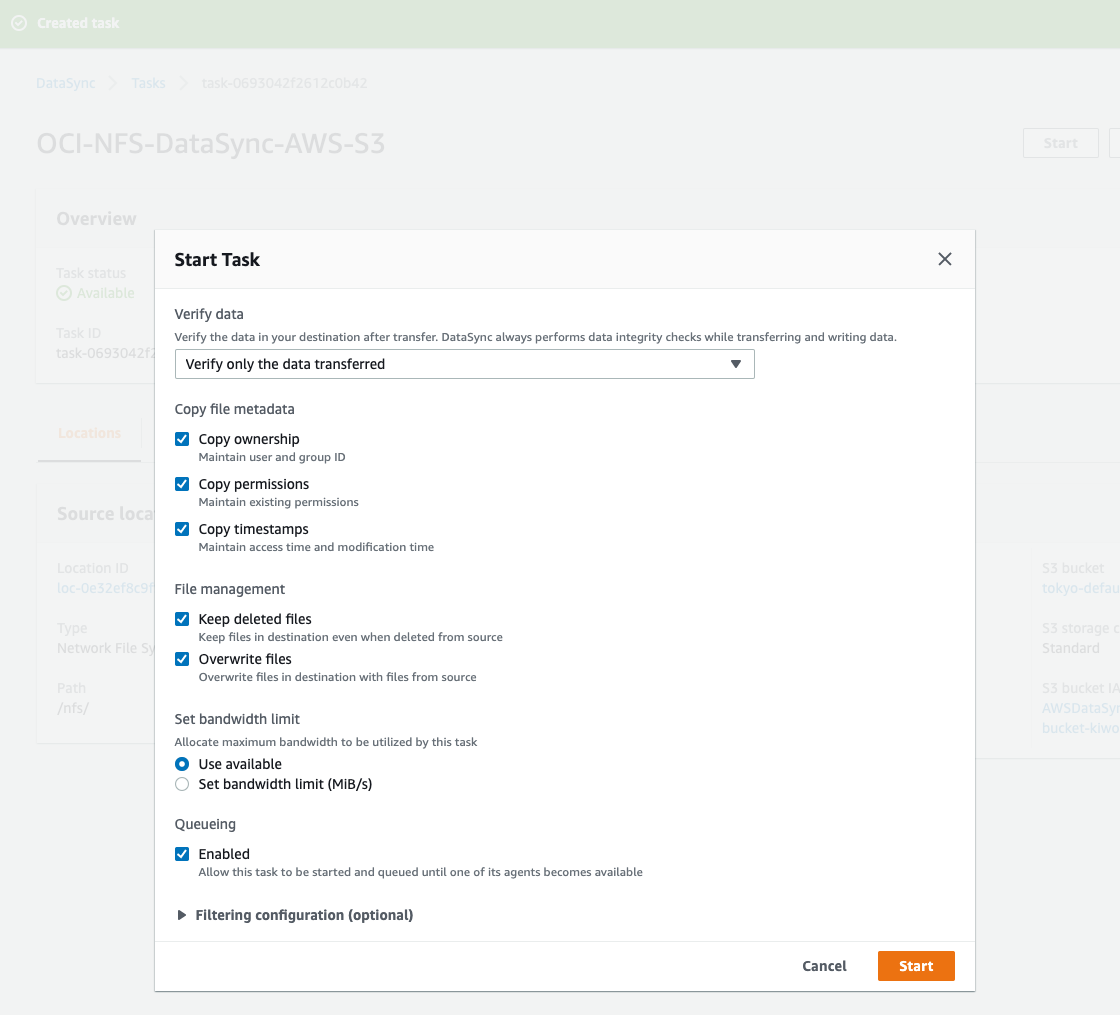 Created task
DataSync
Tasks
task-0693042f2612c0b42
OCI-NFS-DataSync-AWS-S3
Start
Overview
Task status
Available
Task ID
task-0693042f2
Locations
Source loca
Location ID
loc-0e32ef8c9f
Type
Network File Sy
Path
/nfs/
S3 bucket
tokyo-defau
S3 storage c
Standard
S3 bucket IA
AWSDataSyn
bucket-kiwo
Start Task
Verify data
Verify the data in your destination after transfer. DataSync always performs data integrity checks while transferring and writing data.
Verify only the data transferred
Copy file metadata
Copy ownership
Maintain user and group ID
Copy permissions
Maintain existing permissions
Copy timestamps
Maintain access time and modification time
File management
Keep deleted files
Keep files in destination even when deleted from source
Overwrite files
Overwrite files in destination with files from source
Set bandwidth limit
Allocate maximum bandwidth to be utilized by this task
Use available
Set bandwidth limit (MiB/s)
Queueing
Enabled
Allow this task to be started and queued until one of its agents becomes available
Filtering configuration (optional)
Cancel
Start